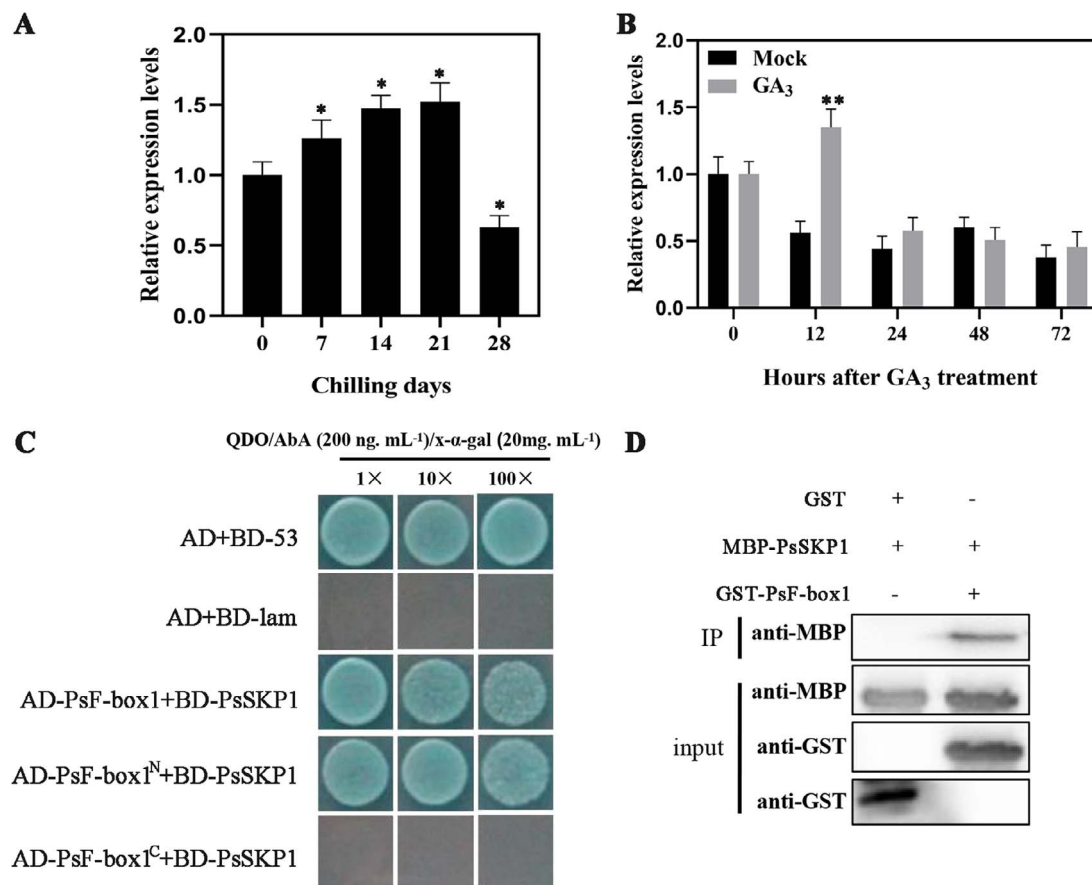 A
Relative expression levels
2.0
1.5
1.0
0.5
0.0
*
*
*
*
0 7 14 21 28
Chilling days
B
Relative expression levels
2.0
1.5
1.0
0.5
0.0
Mock
GA₃
**
0 12 24 48 72
Hours after GA₃ treatment
C
QDO/AbA (200 ng. mL⁻¹)/x-α-gal (20mg. mL⁻¹)
1× 10× 100×
AD+BD-53
AD+BD-lam
AD-PsF-box1+BD-PsSKP1
AD-PsF-box1ᴺ+BD-PsSKP1
AD-PsF-box1ᶜ+BD-PsSKP1
D
GST + -
MBP-PsSKP1 + +
GST-PsF-box1 - +
IP anti-MBP
input
anti-MBP
anti-GST
anti-GST